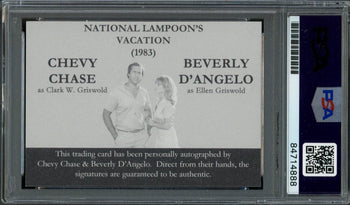 NATIONAL LAMPOON'S
VACATION
(1983)
CHEVY
CHASE
as Clark W. Griswold
BEVERLY
D'ANGELO
as Ellen Griswold
This trading card has been personally autographed by
Chevy Chase & Beverly D'Angelo. Direct from their hands, the
signatures are guaranteed to be authentic.
PSA
PSA
84714888